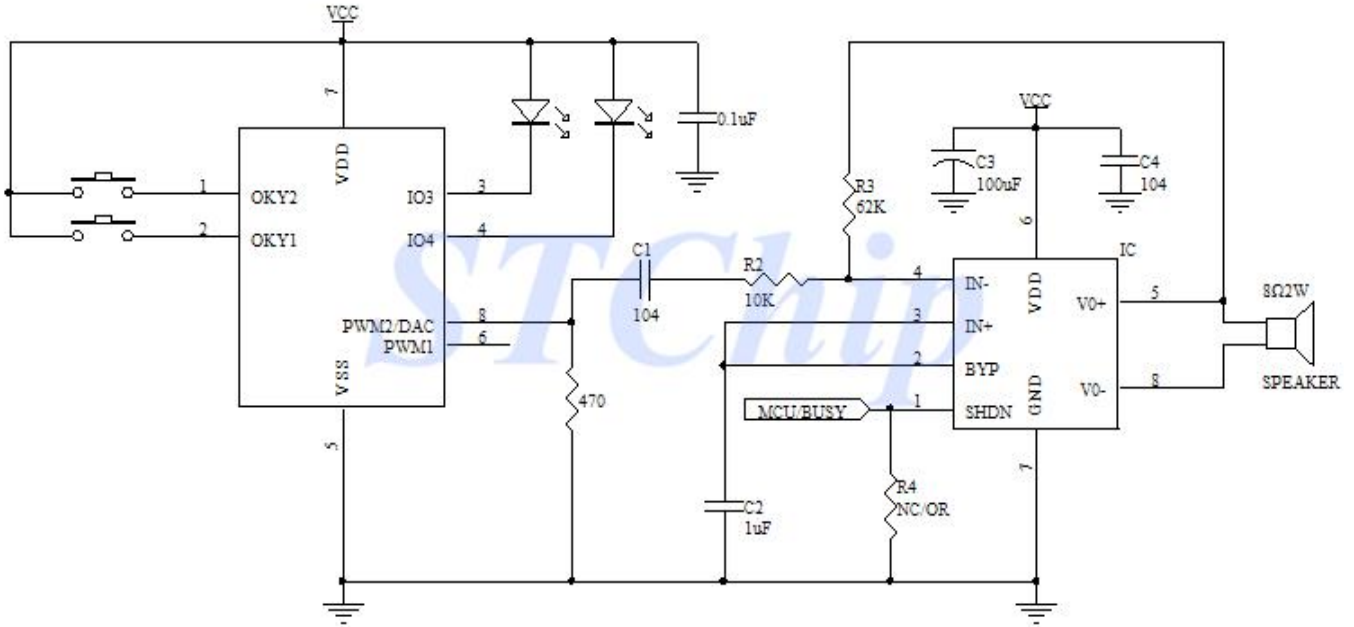 VCC
7
VDD
0.1uF
1
OKY2
IO3
3
2
OKY1
IO4
4
PWM2/DAC
8
PWM1
6
VSS
5
470
C1
104
R2
10K
R3
62K
VCC
C3
100uF
C4
104
6
IC
4
IN-
VDD
V0+
5
3
IN+
2
BYP
1
SHDN
GND
V0-
8
7
MCU/BUSY
8Ω2W
SPEAKER
R4
NC/OR
C2
1uF
STChip